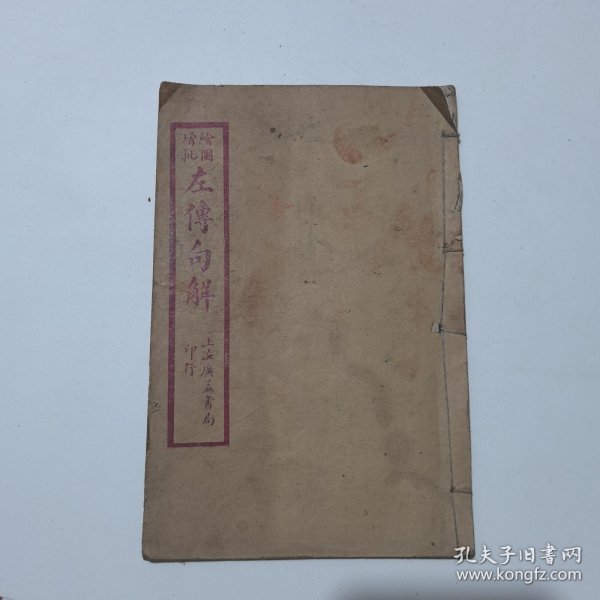 繪圖
增批
左傳句解
上海廣益書局
印行
孔夫子旧书网
www.kongfz.com